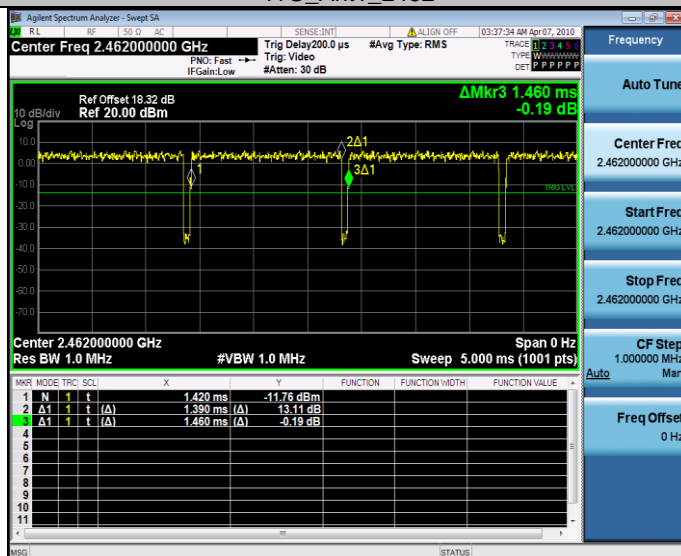 Agilent Spectrum Analyzer - Swept SA
RL RF 50 Ω AC SENSE:INT ALIGN OFF 03:37:34 AM Apr 07, 2010
Center Freq 2.462000000 GHz
PNO: Fast
IFGain:Low
Trig Delay200.0 µs
Trig: Video
#Atten: 30 dB
#Avg Type: RMS
TRACE 1 2 3 4 5 6
TYPE WWWWWW
DET P P P P P P
Ref Offset 18.32 dB
10 dB/div Ref 20.00 dBm
Log
ΔMkr3 1.460 ms
-0.19 dB
10.0
0.00
-10.0
-20.0
-30.0
-40.0
-50.0
-60.0
-70.0
1
2Δ1
3Δ1
TRIG LVL
Center 2.462000000 GHz Span 0 Hz
Res BW 1.0 MHz #VBW 1.0 MHz Sweep 5.000 ms (1001 pts)
MKR MODE TRC SCL X Y FUNCTION FUNCTION WIDTH FUNCTION VALUE
1 N 1 t 1.420 ms -11.76 dBm
2 Δ1 1 t (Δ) 1.390 ms (Δ) 13.11 dB
3 Δ1 1 t (Δ) 1.460 ms (Δ) -0.19 dB
4
5
6
7
8
9
10
11
MSG STATUS
Frequency
Auto Tune
Center Freq
2.462000000 GHz
Start Freq
2.462000000 GHz
Stop Freq
2.462000000 GHz
CF Step
1.000000 MHz
Auto Man
Freq Offset
0 Hz